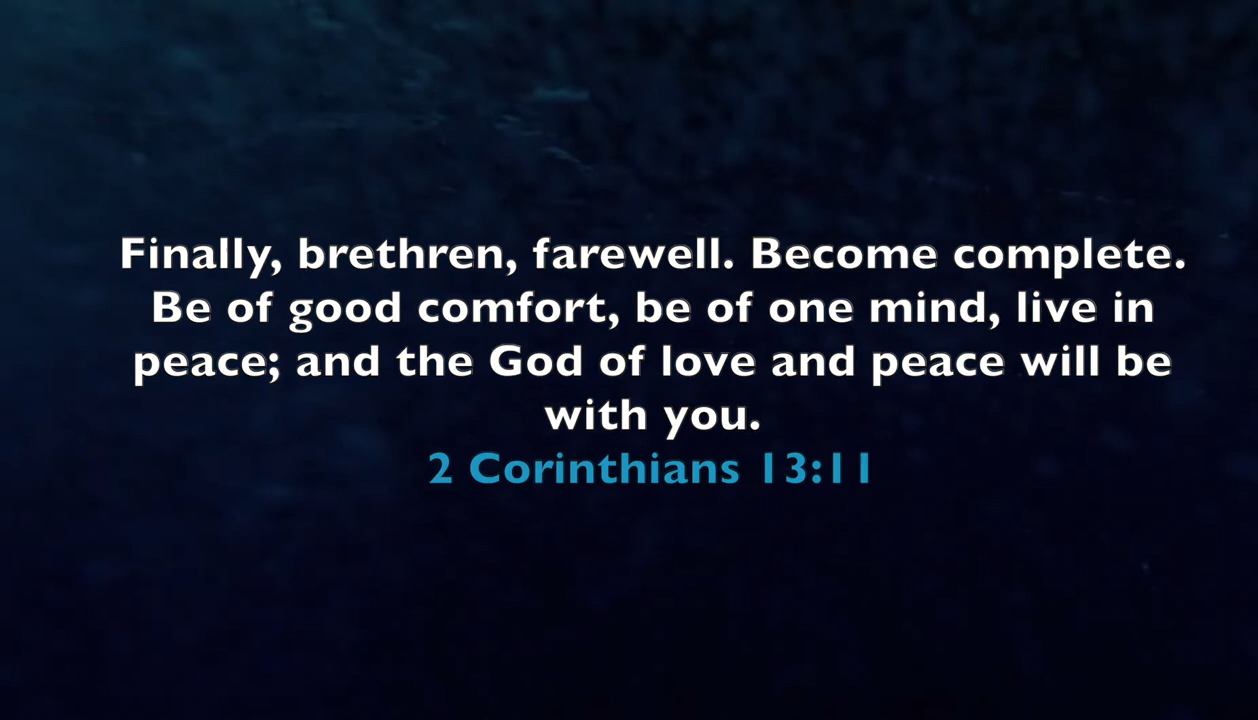 Finally, brethren, farewell. Become complete.
Be of good comfort, be of one mind, live in
peace; and the God of love and peace will be
with you.
2 Corinthians 13:11